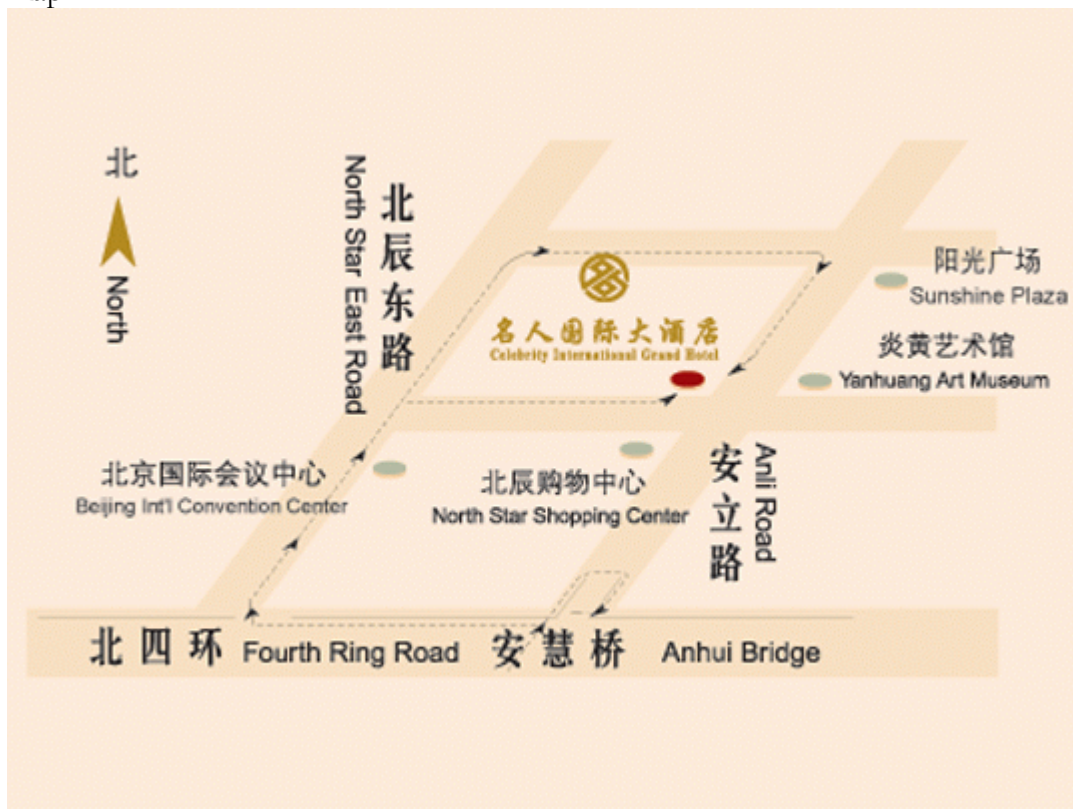 北
North
北辰东路
North Star East Road
名人国际大酒店
Celebrity International Grand Hotel
阳光广场
Sunshine Plaza
炎黄艺术馆
Yanhuang Art Museum
北京国际会议中心
Beijing Int'l Convention Center
北辰购物中心
North Star Shopping Center
安立路
Anli Road
北四环 Fourth Ring Road 安慧桥 Anhui Bridge